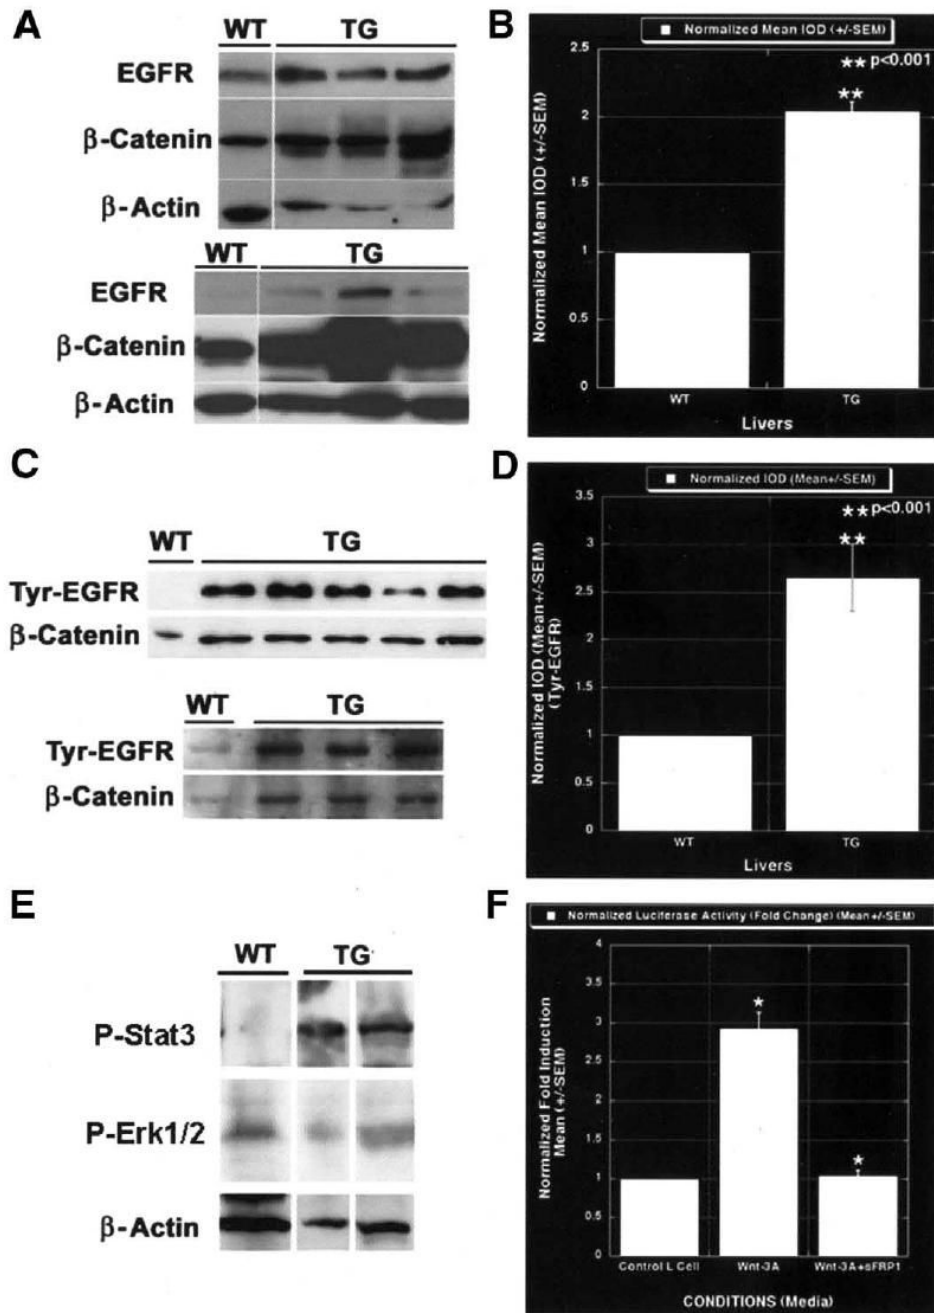 A
WT TG
EGFR
β-Catenin
β-Actin
WT TG
EGFR
β-Catenin
β-Actin
B
Normalized Mean IOD (+/-SEM)
★★ p<0.001
★★
Normalized Mean IOD (+/-SEM)
2.5
2
1.5
1
0.5
0
WT TG
Livers
C
WT TG
Tyr-EGFR
β-Catenin
WT TG
Tyr-EGFR
β-Catenin
D
Normalized IOD (Mean+/-SEM)
★★ p<0.001
★★
Normalized IOD (Mean+/-SEM)
(Tyr-EGFR)
3.5
3
2.5
2
1.5
1
0.5
0
WT TG
Livers
E
WT TG
P-Stat3
P-Erk1/2
β-Actin
F
Normalized Luciferase Activity (Fold Change) (Mean+/-SEM)
Normalized Fold Induction
Mean (+/-SEM)
4
3.5
3
2.5
2
1.5
1
0.5
0
★
★
Control L Cell Wnt-3A Wnt-3A+sFRP1
CONDITIONS (Media)